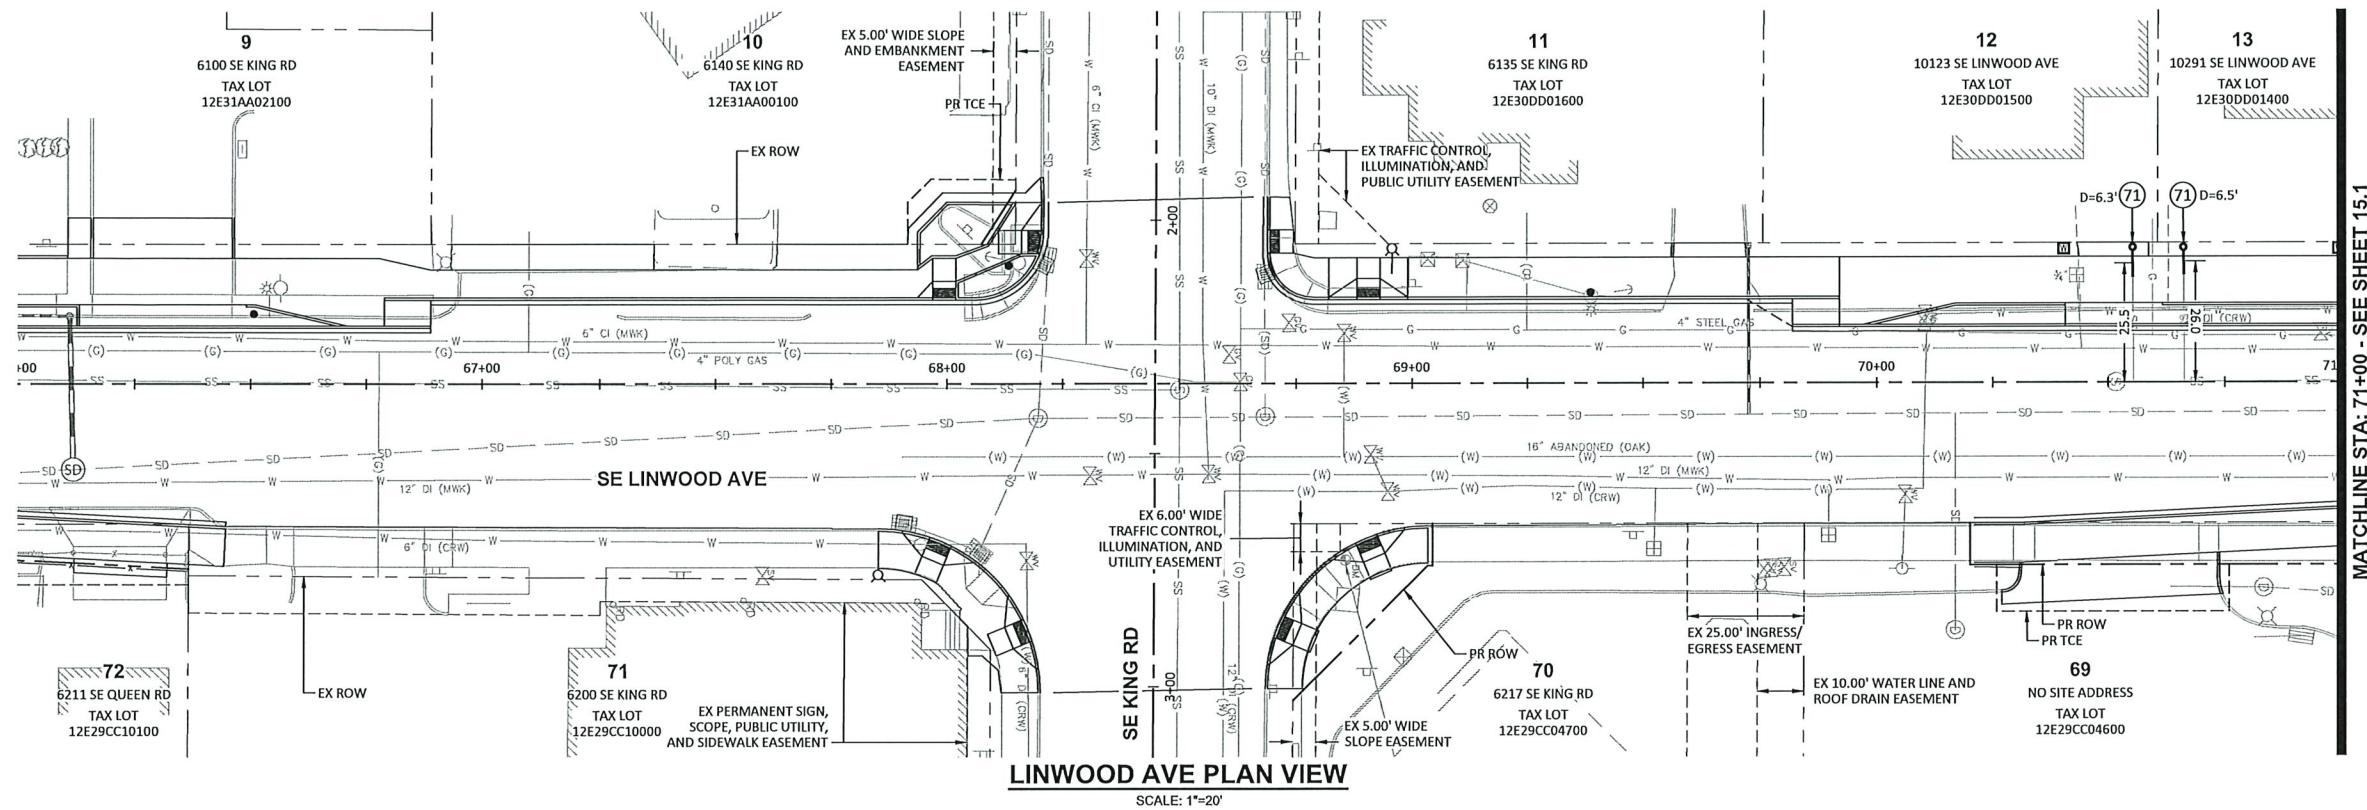 9
6100 SE KING RD
TAX LOT
12E31AA02100
10
6140 SE KING RD
TAX LOT
12E31AA00100
EX 5.00' WIDE SLOPE
AND EMBANKMENT
EASEMENT
PR TCE
EX ROW
11
6135 SE KING RD
TAX LOT
12E30DD01600
EX TRAFFIC CONTROL,
ILLUMINATION, AND
PUBLIC UTILITY EASEMENT
12
10123 SE LINWOOD AVE
TAX LOT
12E30DD01500
13
10291 SE LINWOOD AVE
TAX LOT
12E30DD01400
D=6.3'
71
71
D=6.5'
6" CI (MWK)
10" DI (MWK)
2+00
6" CI (MWK)
4" POLY GAS
4" STEEL GAS
DI (CRW)
25.5'
26.0'
+00
67+00
68+00
69+00
70+00
71
SD
SE LINWOOD AVE
12" DI (MWK)
16" ABANDONED (OAK)
12" DI (MWK)
12" DI (CRW)
6" DI (CRW)
EX 6.00' WIDE
TRAFFIC CONTROL,
ILLUMINATION, AND
UTILITY EASEMENT
72
6211 SE QUEEN RD
TAX LOT
12E29CC10100
EX ROW
71
6200 SE KING RD
TAX LOT
12E29CC10000
EX PERMANENT SIGN,
SCOPE, PUBLIC UTILITY,
AND SIDEWALK EASEMENT
6" DI (CRW)
SE KING RD
3+00
12" (CRW)
EX 5.00' WIDE
SLOPE EASEMENT
PR ROW
70
6217 SE KING RD
TAX LOT
12E29CC04700
EX 25.00' INGRESS/
EGRESS EASEMENT
EX 10.00' WATER LINE AND
ROOF DRAIN EASEMENT
PR ROW
PR TCE
69
NO SITE ADDRESS
TAX LOT
12E29CC04600
MATCHLINE STA: 71+00 - SEE SHEET 15.1
LINWOOD AVE PLAN VIEW
SCALE: 1"=20'